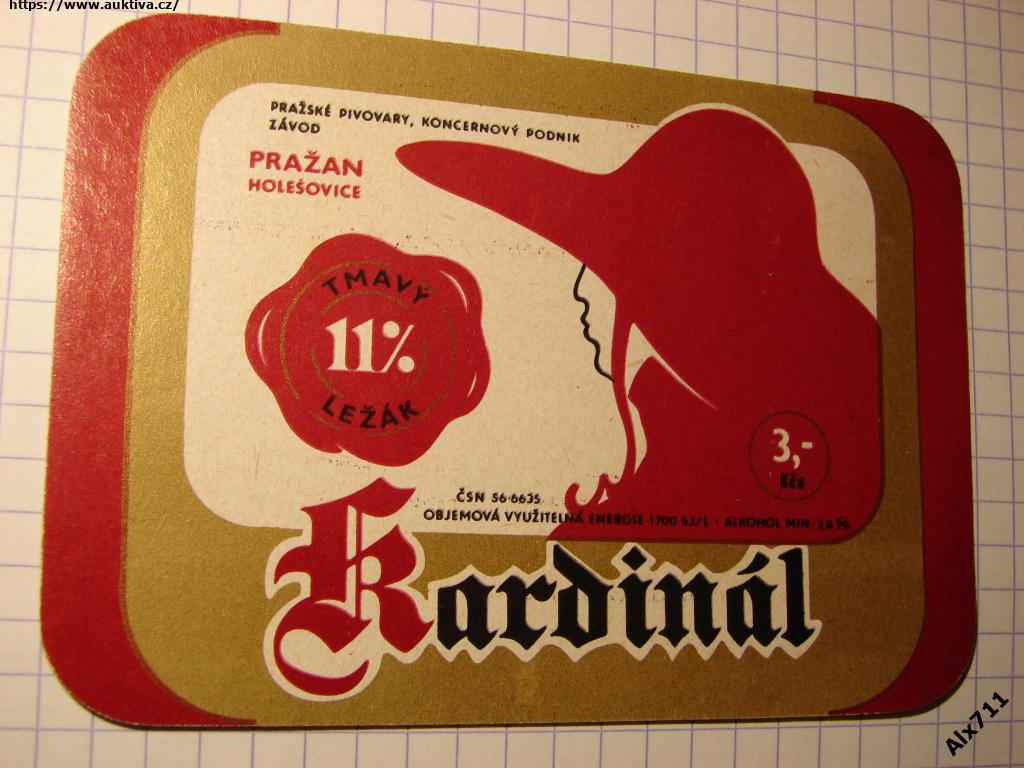 https://www.auktiva.cz/
PRAŽSKÉ PIVOVARY, KONCERNOVÝ PODNIK
ZÁVOD
PRAŽAN
HOLEŠOVICE
TMAVÝ
11%
LEŽÁK
3,-
Kčs
ČSN 56 6635
OBJEMOVÁ VYUŽITELNÁ ENERGIE 1700 kJ/L · ALKOHOL MIN. 2,8 %
Kardinál
Alx711